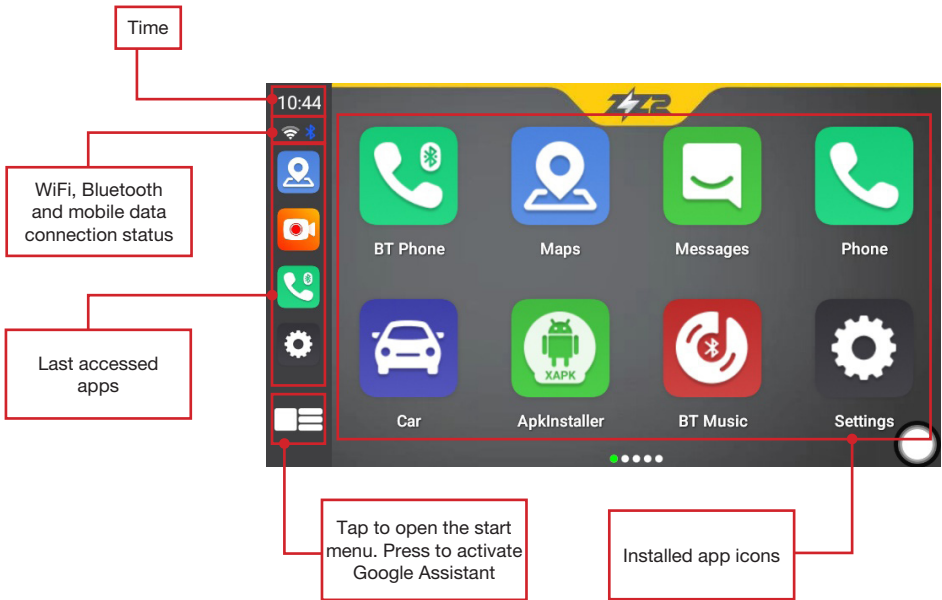 Time
10:44
WiFi, Bluetooth
and mobile data
connection status
BT Phone
Maps
Messages
Phone
Last accessed
apps
XAPK
Car
ApkInstaller
BT Music
Settings
Tap to open the start
menu. Press to activate
Google Assistant
Installed app icons